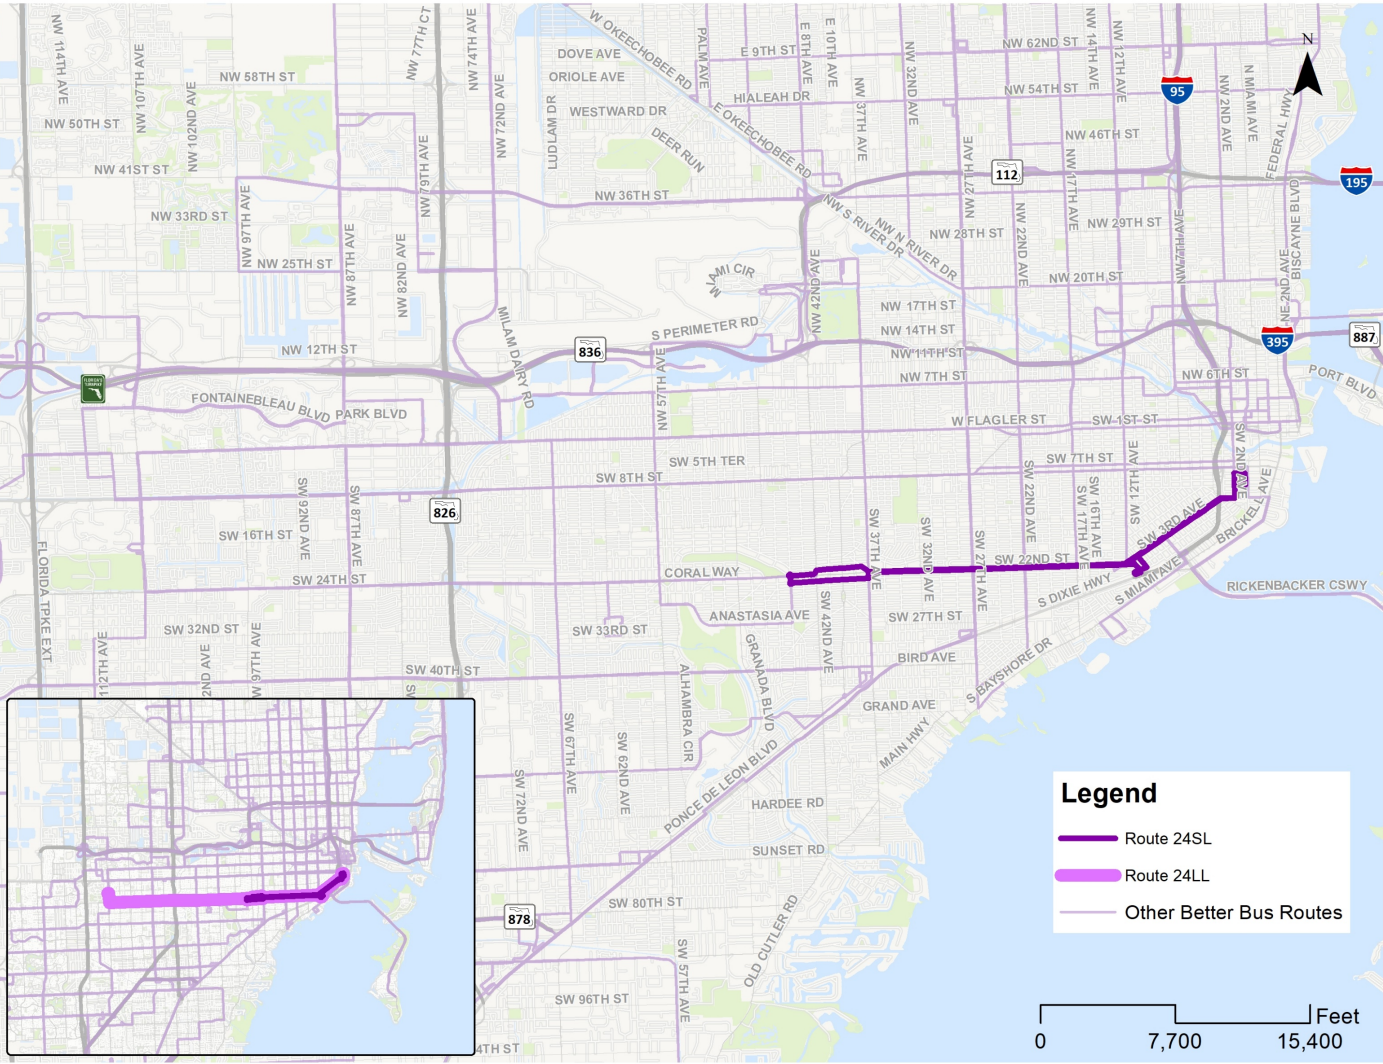 NW 114TH AVE
NW 107TH AVE
NW 102ND AVE
NW 58TH ST
NW 50TH ST
NW 41ST ST
NW 33RD ST
NW 97TH AVE
NW 25TH ST
NW 87TH AVE
NW 82ND AVE
NW 79TH AVE
NW 77TH CT
NW 74TH AVE
NW 72ND AVE
LUDLAM DR
DOVE AVE
ORIOLE AVE
WESTWARD DR
DEER RUN
W OKEECHOBEE RD
PALM AVE
E 9TH ST
E 8TH AVE
E 10TH AVE
HIALEAH DR
E OKEECHOBEE RD
NW 37TH AVE
NW 32ND AVE
NW 62ND ST
NW 54TH ST
NW 14TH AVE
NW 12TH AVE
NW 46TH ST
NW 17TH AVE
95
NW 2ND AVE
N MIAMI AVE
FEDERAL HWY
N
112
195
NW 36TH ST
NW 27TH AVE
NW S RIVER DR
NW N RIVER DR
NW 28TH ST
NW 22ND AVE
NW 29TH ST
NW 7TH AVE
BISCAYNE BLVD
NE 2ND AVE
NW 20TH ST
NW 42ND AVE
NW 17TH ST
NW 14TH ST
NW 11TH ST
NW 7TH ST
S PERIMETER RD
836
MILAM DAIRY RD
NW 12TH ST
FLORIDA'S
TURNPIKE
FONTAINEBLEAU BLVD
PARK BLVD
NW 57TH AVE
395
887
NW 6TH ST
PORT BLVD
W FLAGLER ST
SW 1ST ST
SW 5TH TER
SW 8TH ST
SW 7TH ST
SW 12TH AVE
SW 2ND AVE
BRICKELL AVE
SW 3RD AVE
SW 16TH AVE
SW 17TH AVE
SW 22ND AVE
SW 27TH AVE
SW 32ND AVE
SW 37TH AVE
SW 22ND ST
826
SW 92ND AVE
SW 87TH AVE
SW 16TH ST
SW 24TH ST
CORAL WAY
FLORIDA TPKE EXT
S DIXIE HWY
S MIAMI AVE
RICKENBACKER CSWY
ANASTASIA AVE
SW 42ND AVE
SW 27TH ST
SW 32ND ST
SW 33RD ST
SW 40TH ST
BIRD AVE
S BAYSHORE DR
112TH AVE
2ND AVE
W 97TH AVE
SW
ALHAMBRA CIR
GRANADA BLVD
GRAND AVE
MAIN HWY
SW 67TH AVE
SW 62ND AVE
SW 72ND AVE
PONCE DE LEON BLVD
HARDEE RD
SUNSET RD
SW 80TH ST
878
OLD CUTLER RD
SW 57TH AVE
SW 96TH ST
4TH ST
Legend
Route 24SL
Route 24LL
Other Better Bus Routes
Feet
0
7,700
15,400